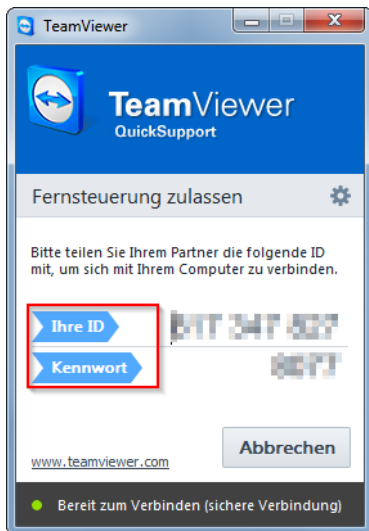 TeamViewer
TeamViewer
QuickSupport
Fernsteuerung zulassen
Bitte teilen Sie Ihrem Partner die folgende ID
mit, um sich mit Ihrem Computer zu verbinden.
Ihre ID
Kennwort
Abbrechen
www.teamviewer.com
Bereit zum Verbinden (sichere Verbindung)